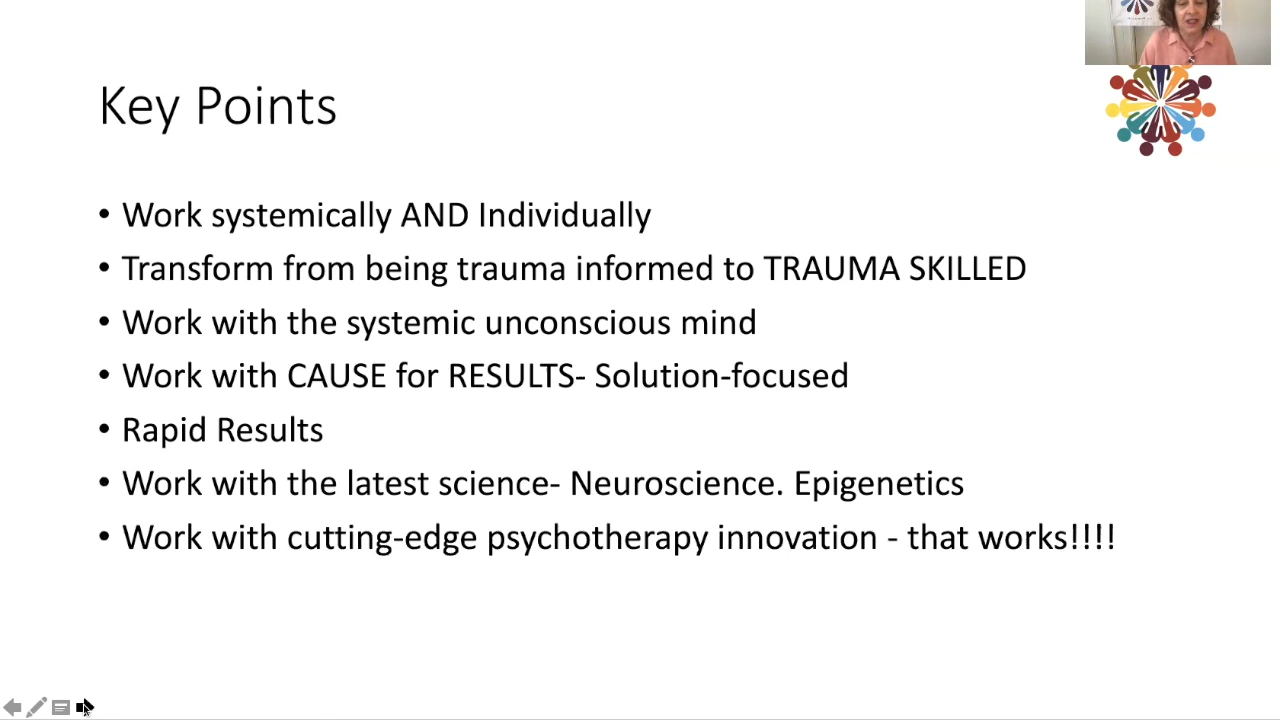 Key Points
• Work systemically AND Individually
• Transform from being trauma informed to TRAUMA SKILLED
• Work with the systemic unconscious mind
• Work with CAUSE for RESULTS- Solution-focused
• Rapid Results
• Work with the latest science- Neuroscience. Epigenetics
• Work with cutting-edge psychotherapy innovation - that works!!!!